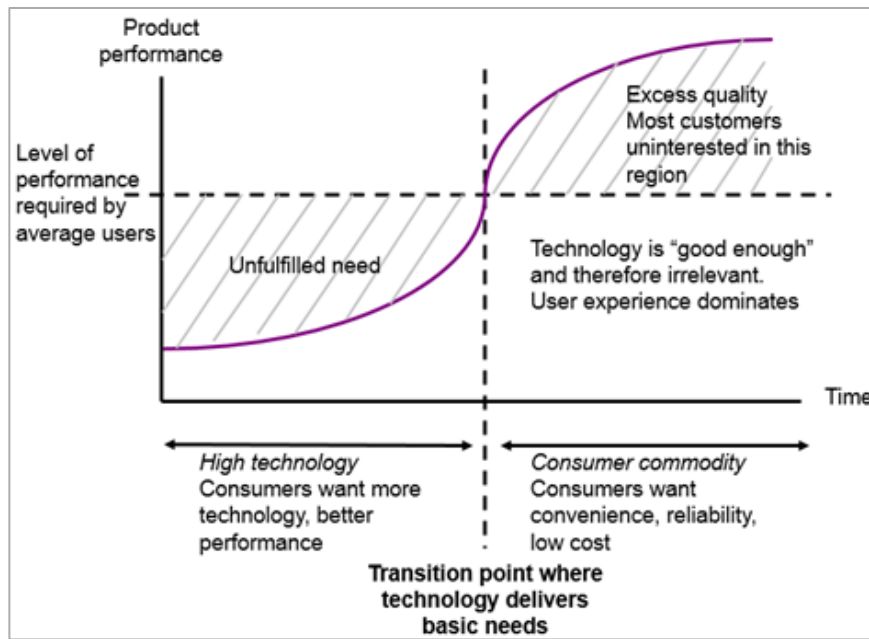 Product
performance
Excess quality
Most customers
uninterested in this
region
Level of
performance
required by
average users
Unfulfilled need
Technology is “good enough”
and therefore irrelevant.
User experience dominates
Time
High technology
Consumers want more
technology, better
performance
Consumer commodity
Consumers want
convenience, reliability,
low cost
Transition point where
technology delivers
basic needs